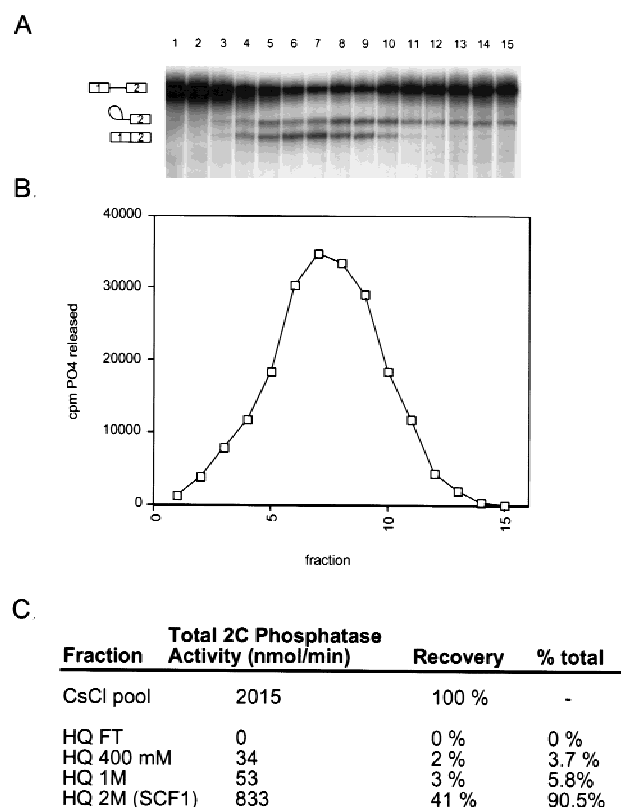 A
1 2 3 4 5 6 7 8 9 10 11 12 13 14 15
1 2
2
1 2
B.
40000
30000
20000
10000
0
cpm PO4 released
0 5 10 15
fraction
C.
Fraction Total 2C Phosphatase Activity (nmol/min) Recovery % total
CsCl pool 2015 100 % -
HQ FT 0 0 % 0 %
HQ 400 mM 34 2 % 3.7 %
HQ 1M 53 3 % 5.8%
HQ 2M (SCF1) 833 41 % 90.5%